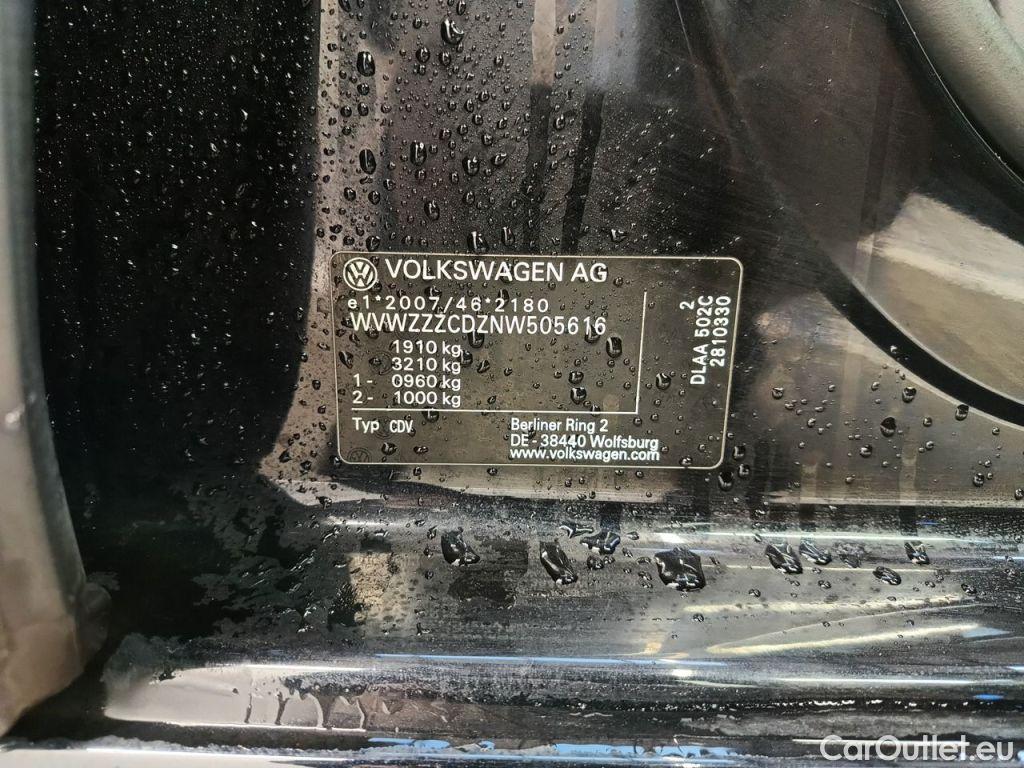 VOLKSWAGEN AG
e1*2007/46*2180
WVWZZZCDZNW505616
1910 kg
3210 kg
1- 0960 kg
2- 1000 kg
Typ CDV
Berliner Ring 2
DE-38440 Wolfsburg
www.volkswagen.com
2
DLAA 502C
2810330
CarOutlet.eu